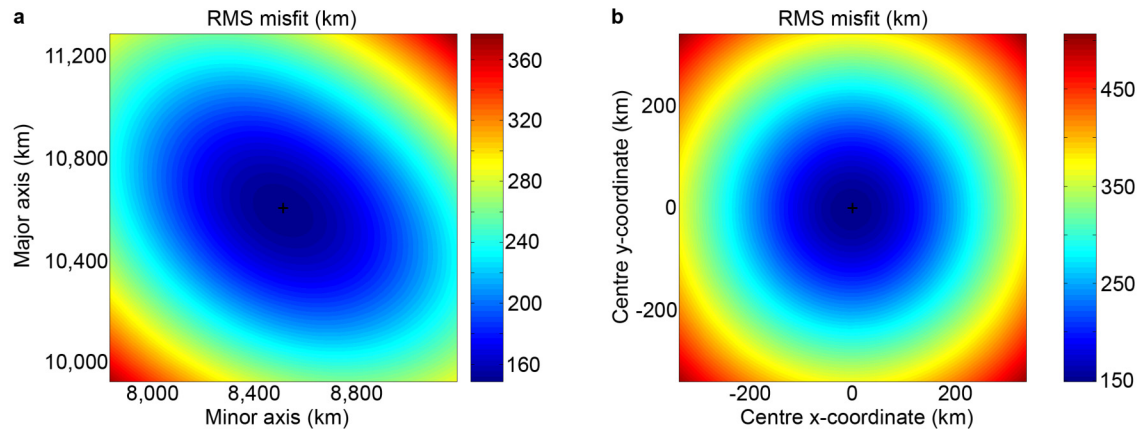 a
RMS misfit (km)
Major axis (km)
11,200
10,800
10,400
10,000
8,000
8,400
8,800
Minor axis (km)
360
320
280
240
200
160
b
RMS misfit (km)
Centre y-coordinate (km)
200
0
-200
-200
0
200
Centre x-coordinate (km)
450
350
250
150